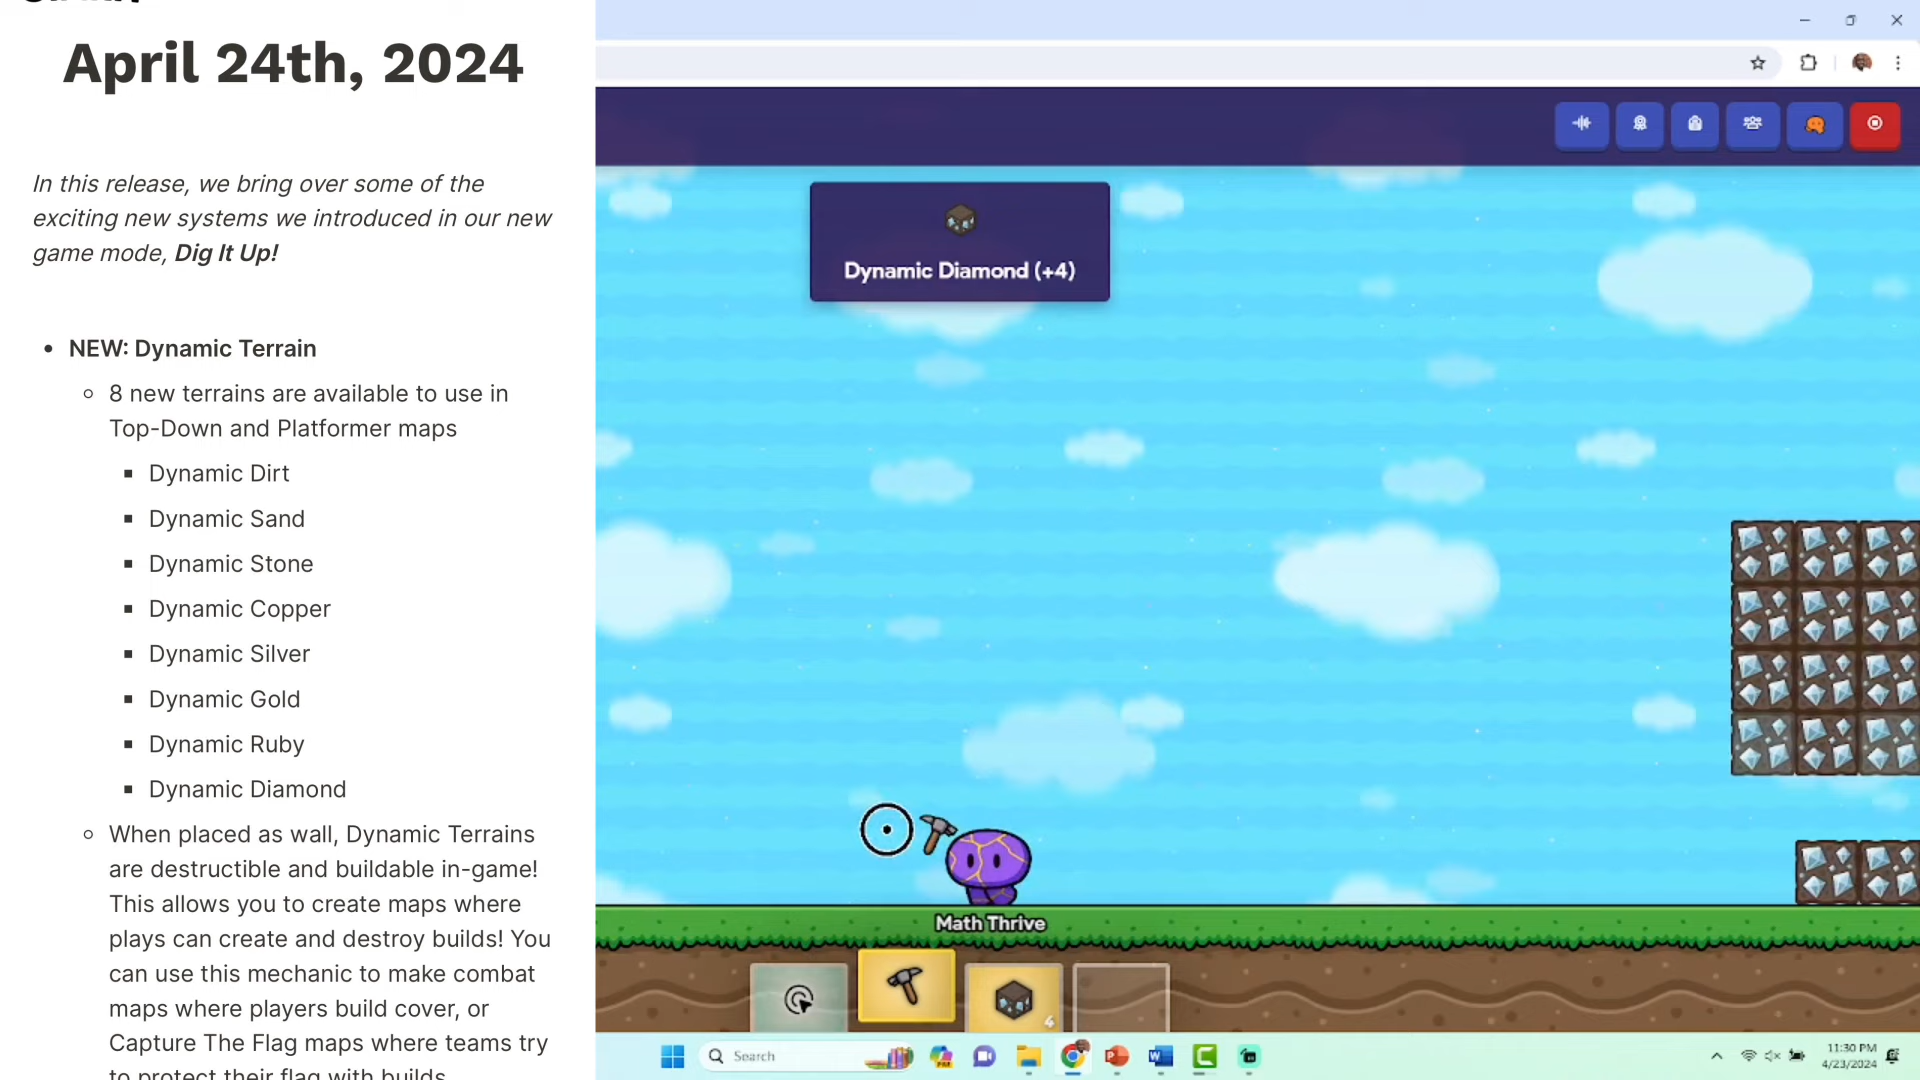 April 24th, 2024
In this release, we bring over some of the
exciting new systems we introduced in our new
game mode, Dig It Up!
NEW: Dynamic Terrain
8 new terrains are available to use in
Top-Down and Platformer maps
Dynamic Dirt
Dynamic Sand
Dynamic Stone
Dynamic Copper
Dynamic Silver
Dynamic Gold
Dynamic Ruby
Dynamic Diamond
When placed as wall, Dynamic Terrains
are destructible and buildable in-game!
This allows you to create maps where
plays can create and destroy builds! You
can use this mechanic to make combat
maps where players build cover, or
Capture The Flag maps where teams try
to protect their flag with builds
Dynamic Diamond (+4)
Math Thrive
4
Search
11:30 PM
4/23/2024